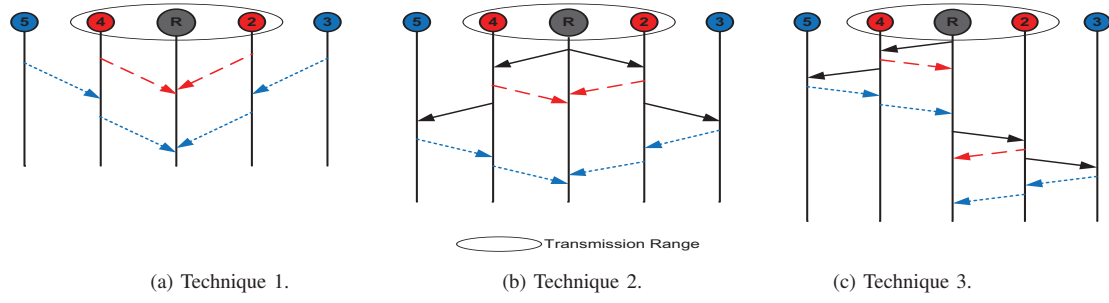 5 4 R 2 3
5 4 R 2 3
5 4 R 2 3
Transmission Range
(a) Technique 1.
(b) Technique 2.
(c) Technique 3.